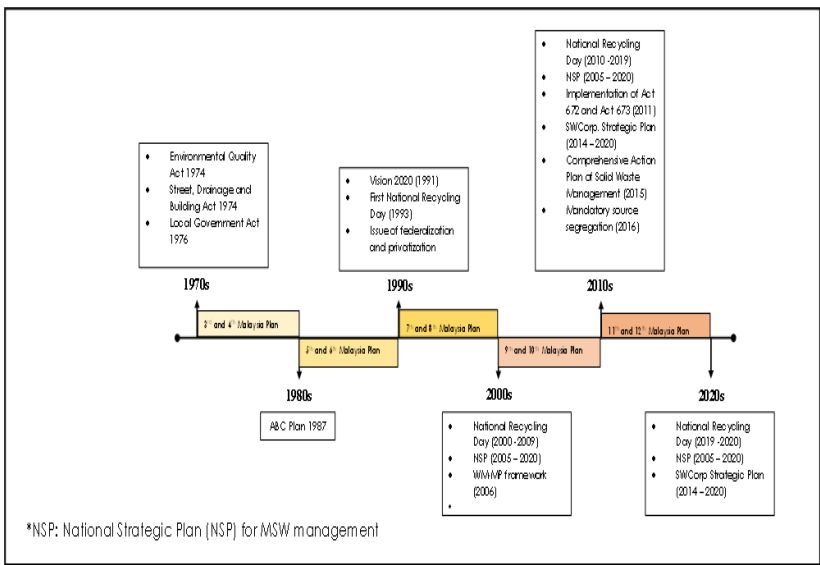 • Environmental Quality
Act 1974
• Street, Drainage and
Building Act 1974
• Local Government Act
1976
1970s
• Vision 2020 (1991)
• First National Recycling
Day (1993)
• Issue of federalization
and privatization
1990s
• National Recycling
Day (2010 -2019)
• NSP (2005 – 2020)
• Implementation of Act
672 and Act 673 (2011)
• SWCorp. Strategic Plan
(2014 – 2020)
• Comprehensive Action
Plan of Solid Waste
Management (2015)
• Mandatory source
segregation (2016)
2010s
3rd and 4th Malaysia Plan
5th and 6th Malaysia Plan
7th and 8th Malaysia Plan
9th and 10th Malaysia Plan
11th and 12th Malaysia Plan
1980s
ABC Plan 1987
2000s
• National Recycling
Day (2000 -2009)
• NSP (2005 – 2020)
• WMMP framework
(2006)
•
2020s
• National Recycling
Day (2019 -2020)
• NSP (2005 – 2020)
• SWCorp Strategic Plan
(2014 – 2020)
*NSP: National Strategic Plan (NSP) for MSW management